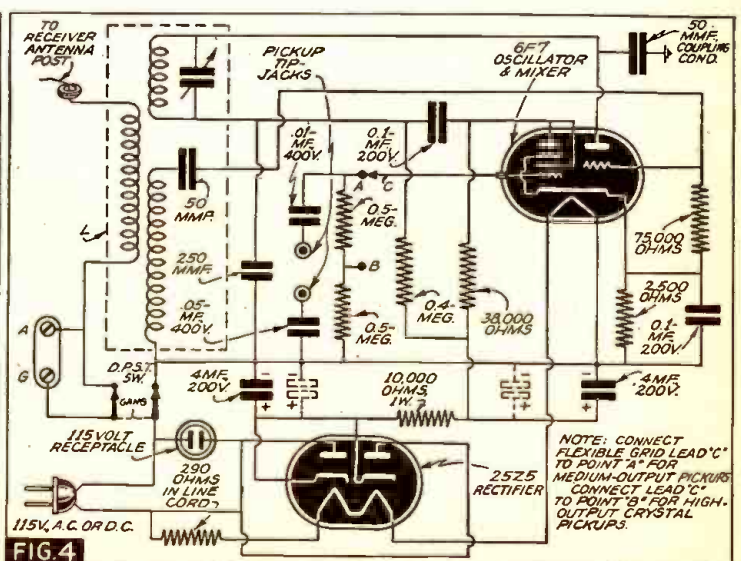 TO
RECEIVER
ANTENNA
POST
PICKUP
TIP-
JACKS
6F7
OSCILLATOR
& MIXER
50
MMF.
COUPLING
COND.
.01-
MF.
400V.
0.1-
MF.
200V.
A
C
50
MMF.
0.5-
MEG.
75,000
OHMS
L
250
MMF.
B
2,500
OHMS
.05-
MF.
400V.
0.5-
MEG.
0.4-
MEG.
38,000
OHMS
0.1-
MF.
200V.
A
G
D.P.S.T.
SW.
GANG
4 MF.
200V.
10,000
OHMS,
1 W.
4 MF.
200V.
115 VOLT
RECEPTACLE
290
OHMS
IN LINE
CORD
25Z5
RECTIFIER
NOTE: CONNECT
FLEXIBLE GRID LEAD "C"
TO POINT "A" FOR
MEDIUM-OUTPUT PICKUPS.
CONNECT LEAD "C"
TO POINT "B" FOR HIGH-
OUTPUT CRYSTAL
PICKUPS.
115V., A.C. OR D.C.
FIG. 4